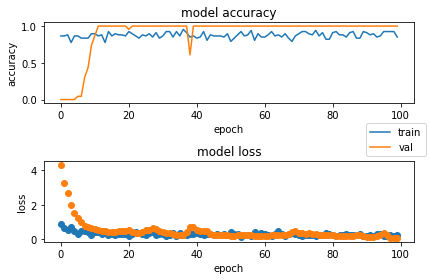 model accuracy
1.0
0.5
0.0
accuracy
0 20 40 60 80 100
epoch
train
val
model loss
4
2
0
loss
0 20 40 60 80 100
epoch